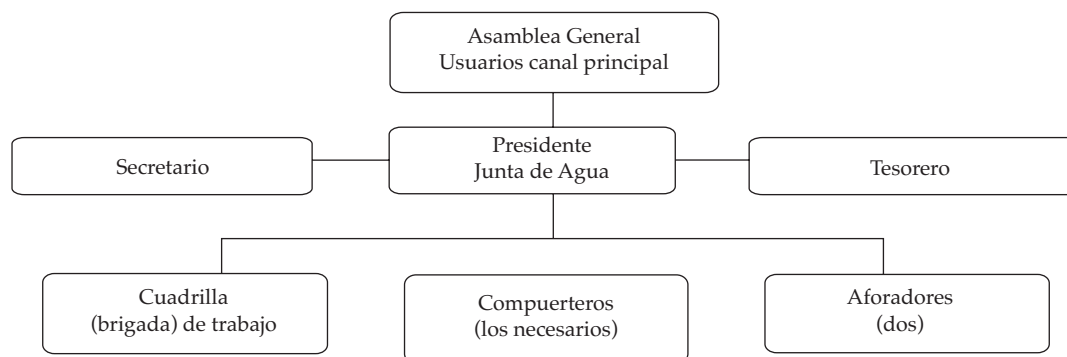 Asamblea General
Usuarios canal principal
Secretario
Presidente
Junta de Agua
Tesorero
Cuadrilla
(brigada) de trabajo
Compuerteros
(los necesarios)
Aforadores
(dos)